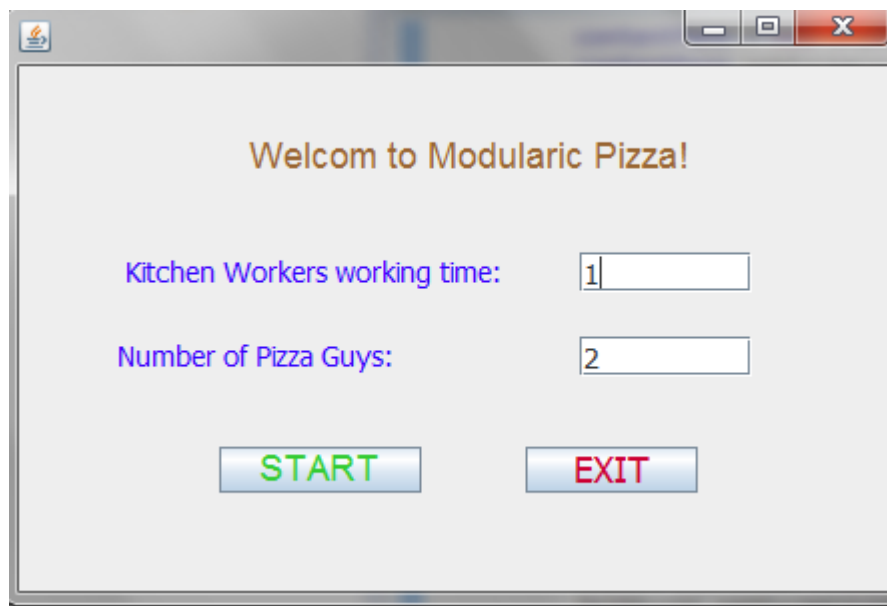 Welcom to Modularic Pizza!
Kitchen Workers working time: 1
Number of Pizza Guys: 2
START EXIT